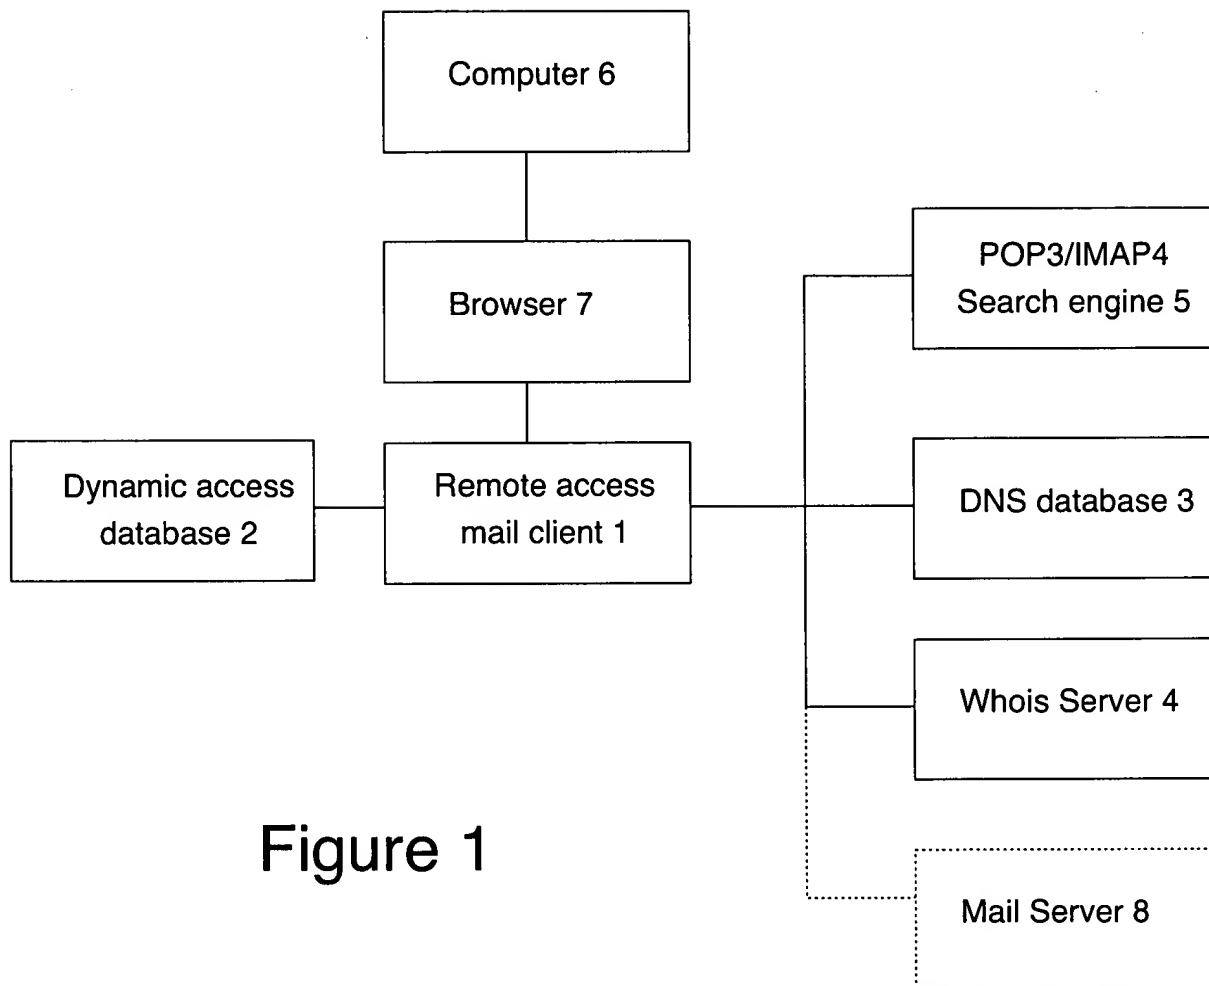 Computer 6
Browser 7
POP3/IMAP4
Search engine 5
Dynamic access
database 2
Remote access
mail client 1
DNS database 3
Whois Server 4
Mail Server 8
Figure 1